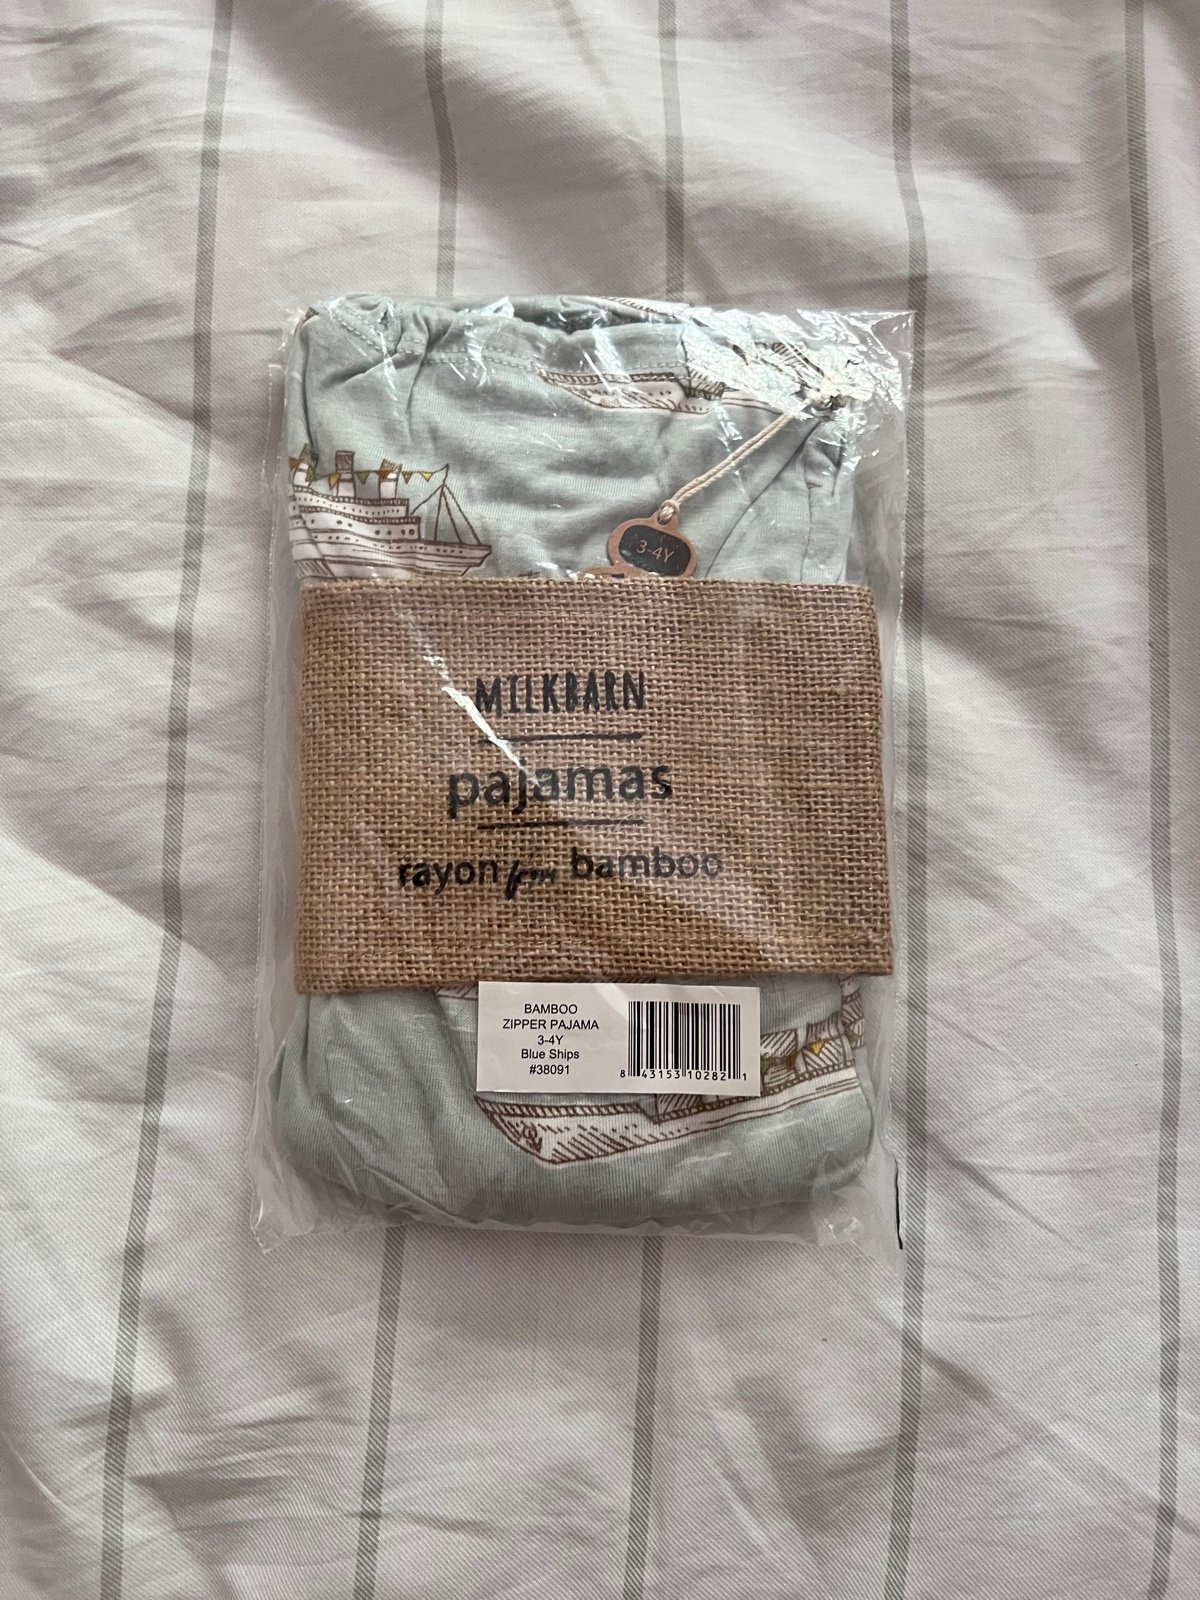 3-4Y
MILKBARN
pajamas
rayon from bamboo
BAMBOO
ZIPPER PAJAMA
3-4Y
Blue Ships
#38091
8 43153 10282 1